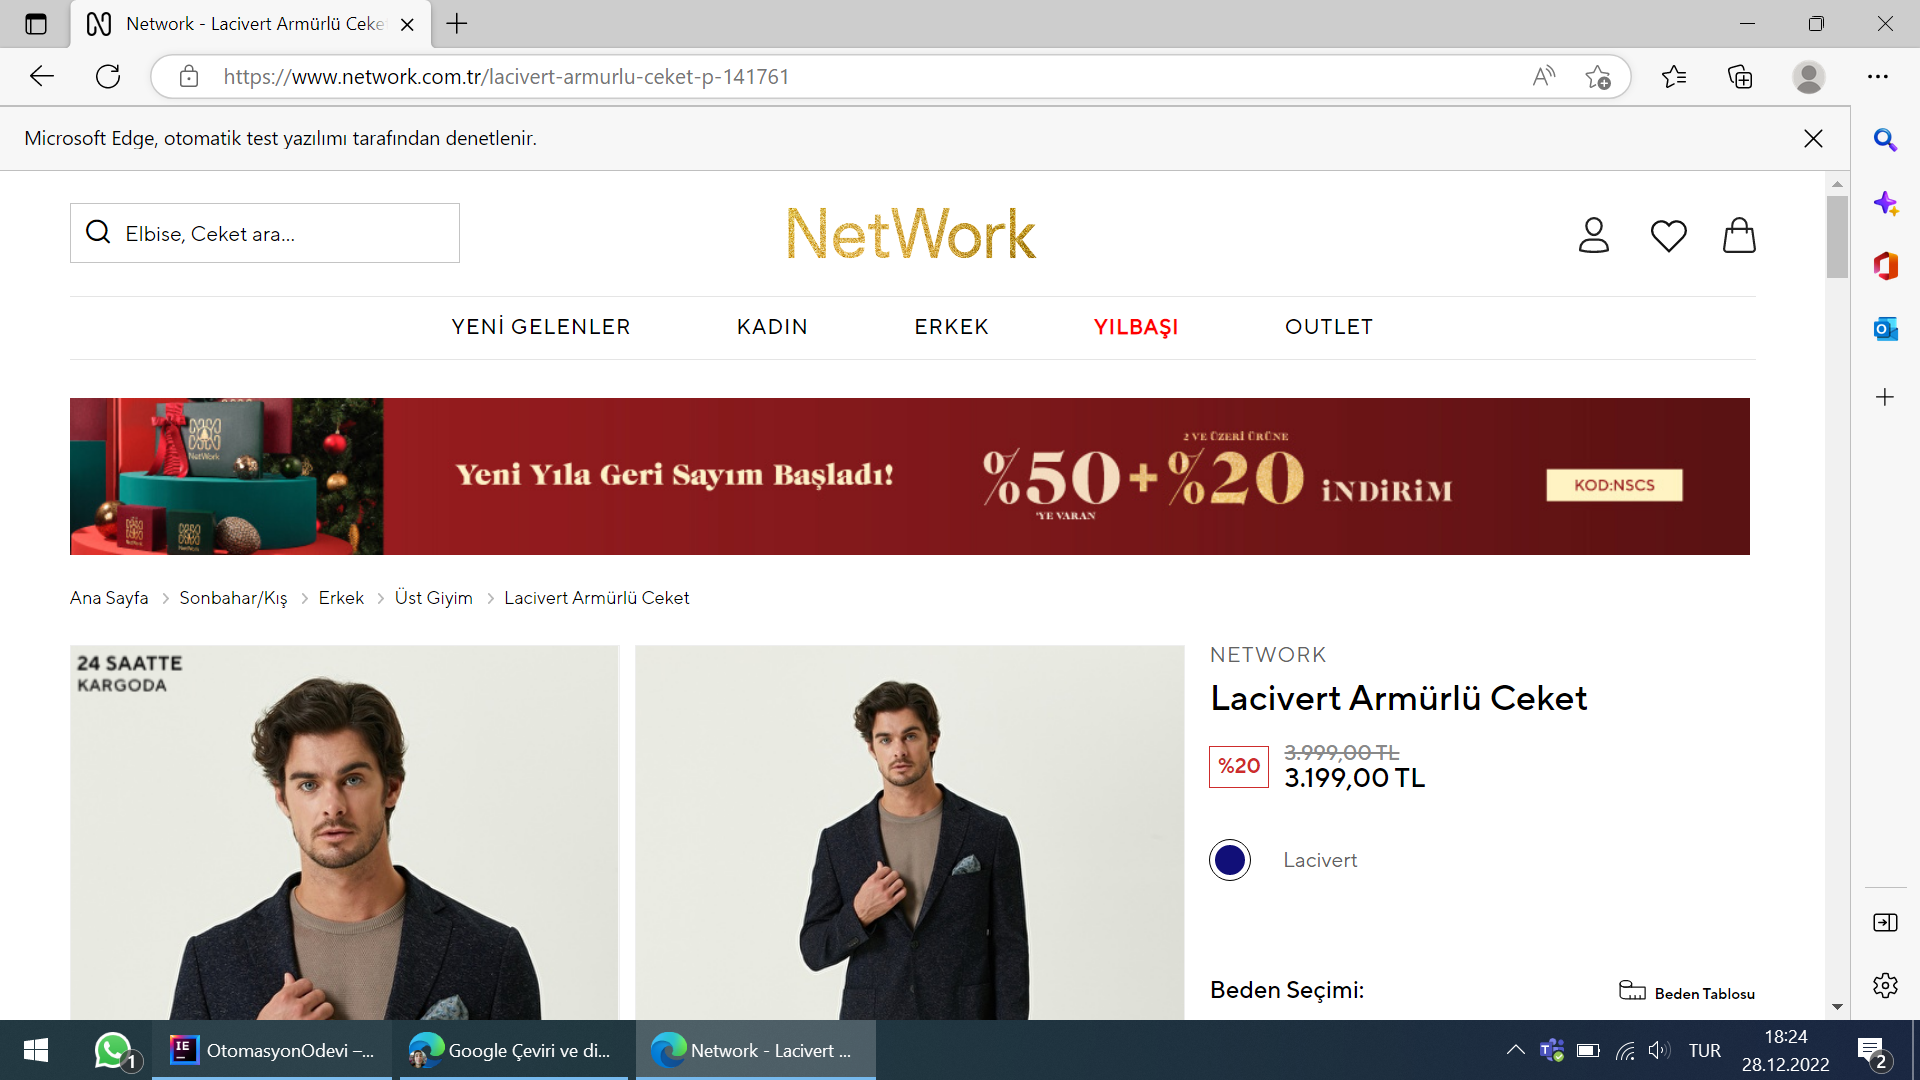 Network - Lacivert Armürlü Ceke
https://www.network.com.tr/lacivert-armurlu-ceket-p-141761
Microsoft Edge, otomatik test yazılımı tarafından denetlenir.
Elbise, Ceket ara...
NetWork
YENİ GELENLER
KADIN
ERKEK
YILBAŞI
OUTLET
NetWork
Yeni Yıla Geri Sayım Başladı!
2 VE ÜZERİ ÜRÜNE
%50+%20 İNDİRİM
'YE VARAN
KOD:NSCS
Ana Sayfa > Sonbahar/Kış > Erkek > Üst Giyim > Lacivert Armürlü Ceket
24 SAATTE
KARGODA
NETWORK
Lacivert Armürlü Ceket
%20
3.999,00 TL
3.199,00 TL
Lacivert
Beden Seçimi:
Beden Tablosu
1
IE
OtomasyonOdevi –...
Google Çeviri ve di...
Network - Lacivert ...
TUR
18:24
28.12.2022
2